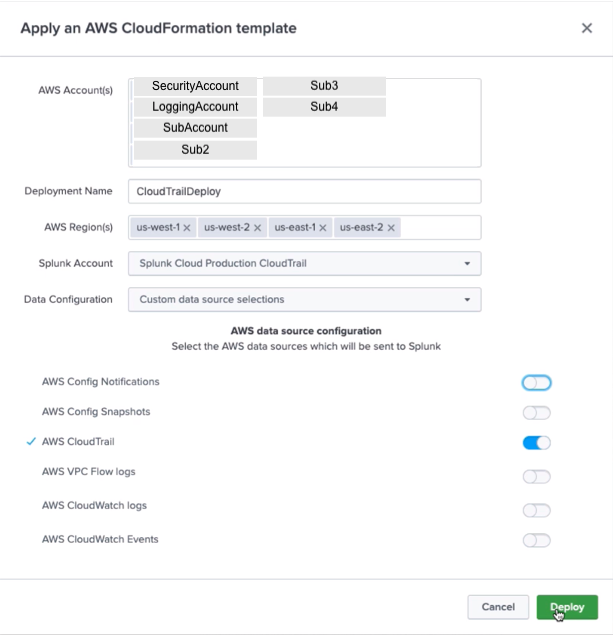 Apply an AWS CloudFormation template ×
AWS Account(s)
SecurityAccount Sub3
LoggingAccount Sub4
SubAccount
Sub2
Deployment Name CloudTrailDeploy
AWS Region(s) us-west-1 × us-west-2 × us-east-1 × us-east-2 ×
Splunk Account Splunk Cloud Production CloudTrail
Data Configuration Custom data source selections
AWS data source configuration
Select the AWS data sources which will be sent to Splunk
AWS Config Notifications
AWS Config Snapshots
AWS CloudTrail
AWS VPC Flow logs
AWS CloudWatch logs
AWS CloudWatch Events
Cancel Deploy